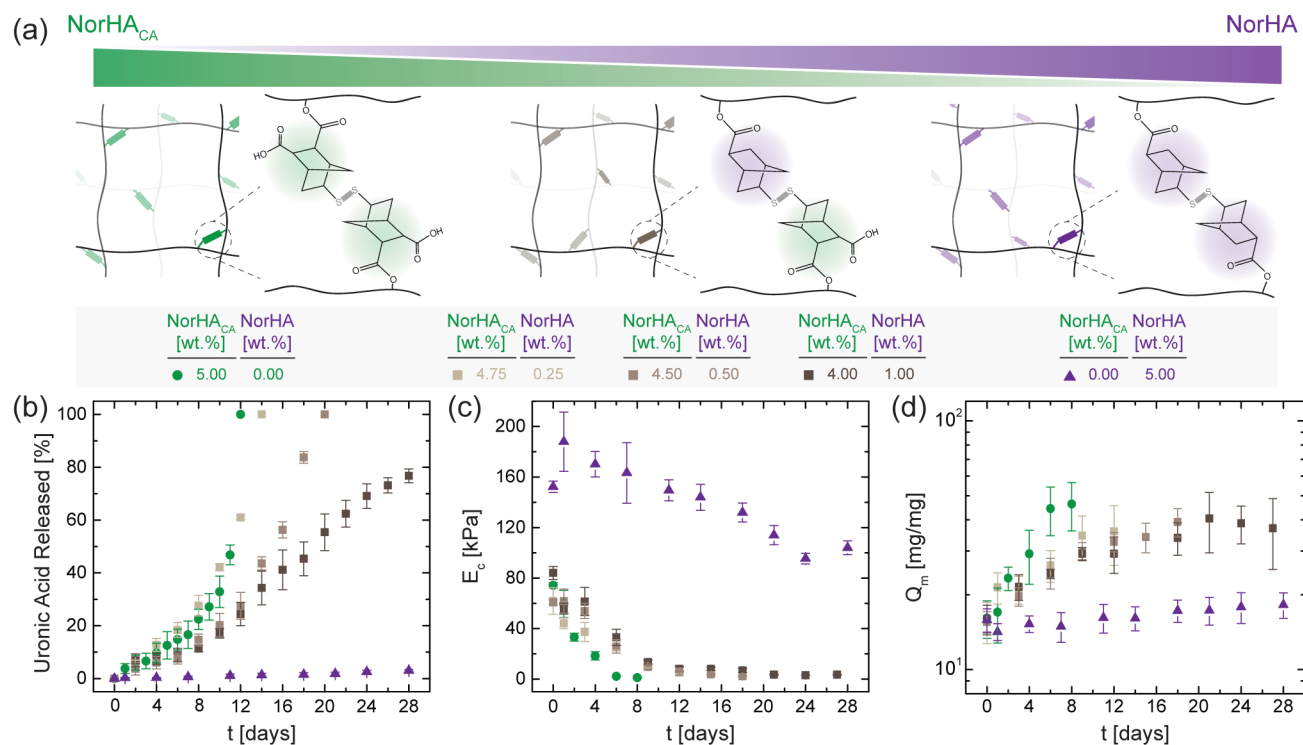 (a)
NorHA_CA NorHA
O O HO O S S O OH O
O O S S O OH O
O O S S O O
NorHA_CA [wt.%] NorHA [wt.%]
5.00 0.00
NorHA_CA [wt.%] NorHA [wt.%]
4.75 0.25
NorHA_CA [wt.%] NorHA [wt.%]
4.50 0.50
NorHA_CA [wt.%] NorHA [wt.%]
4.00 1.00
NorHA_CA [wt.%] NorHA [wt.%]
0.00 5.00
(b)
Uronic Acid Released [%]
100
80
60
40
20
0
0 4 8 12 16 20 24 28
t [days]
(c)
E_c [kPa]
200
160
120
80
40
0
0 4 8 12 16 20 24 28
t [days]
(d)
Q_m [mg/mg]
10²
10¹
0 4 8 12 16 20 24 28
t [days]